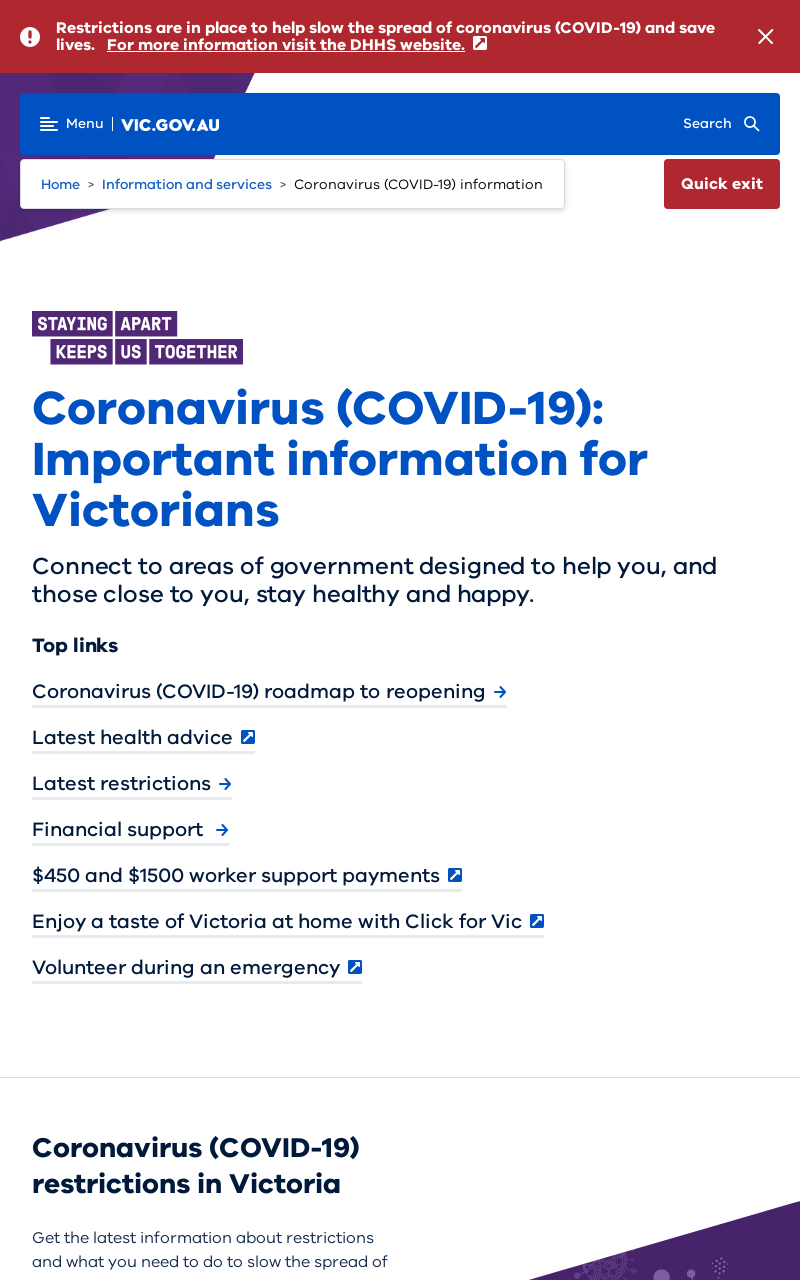 Restrictions are in place to help slow the spread of coronavirus (COVID-19) and save
lives. For more information visit the DHHS website.
Menu
VIC.GOV.AU
Search
Home > Information and services > Coronavirus (COVID-19) information
Quick exit
STAYING APART
KEEPS US TOGETHER
Coronavirus (COVID-19):
Important information for
Victorians
Connect to areas of government designed to help you, and
those close to you, stay healthy and happy.
Top links
Coronavirus (COVID-19) roadmap to reopening
Latest health advice
Latest restrictions
Financial support
$450 and $1500 worker support payments
Enjoy a taste of Victoria at home with Click for Vic
Volunteer during an emergency
Coronavirus (COVID-19)
restrictions in Victoria
Get the latest information about restrictions
and what you need to do to slow the spread of